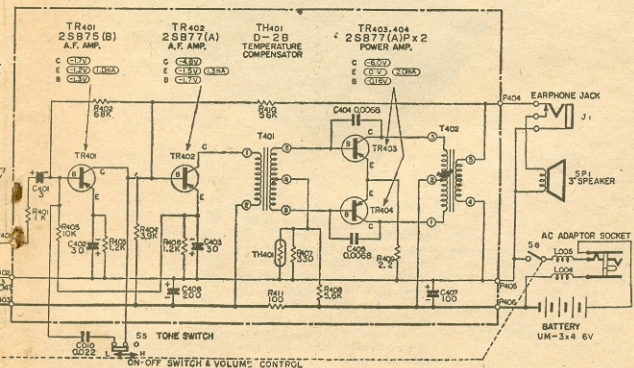 TR401
2SB75(B)
A.F. AMP.
C -1.7V
E -1.2V 1.0mA
B -1.3V
TR402
2SB77(A)
A.F. AMP.
C -4.8V
E -1.5V 1.3mA
B -1.7V
TH401
D-2B
TEMPERATURE
COMPENSATOR
TR403,404
2SB77(A)P×2
POWER AMP.
C -6.0V
E 0V 2.0mA
B -0.16V
R402
68K
R410
56K
C404 0.0068
P404
EARPHONE JACK
J1
TR401
TR402
T401
TR403
T402
C401
3
R401
1K
R405
10K
C402
30
R403
1.2K
R404
3.9K
R406
1.2K
C403
30
TR404
C405
0.0068
TH401
R407
330
R408
5.6K
R409
2.2
SP1
3" SPEAKER
AC ADAPTOR SOCKET
S6
L005
L004
P405
P406
C408
200
R411
100
C407
100
BATTERY
UM-3x4 6V
C010
0.022
S5 TONE SWITCH
L H
ON-OFF SWITCH & VOLUME CONTROL